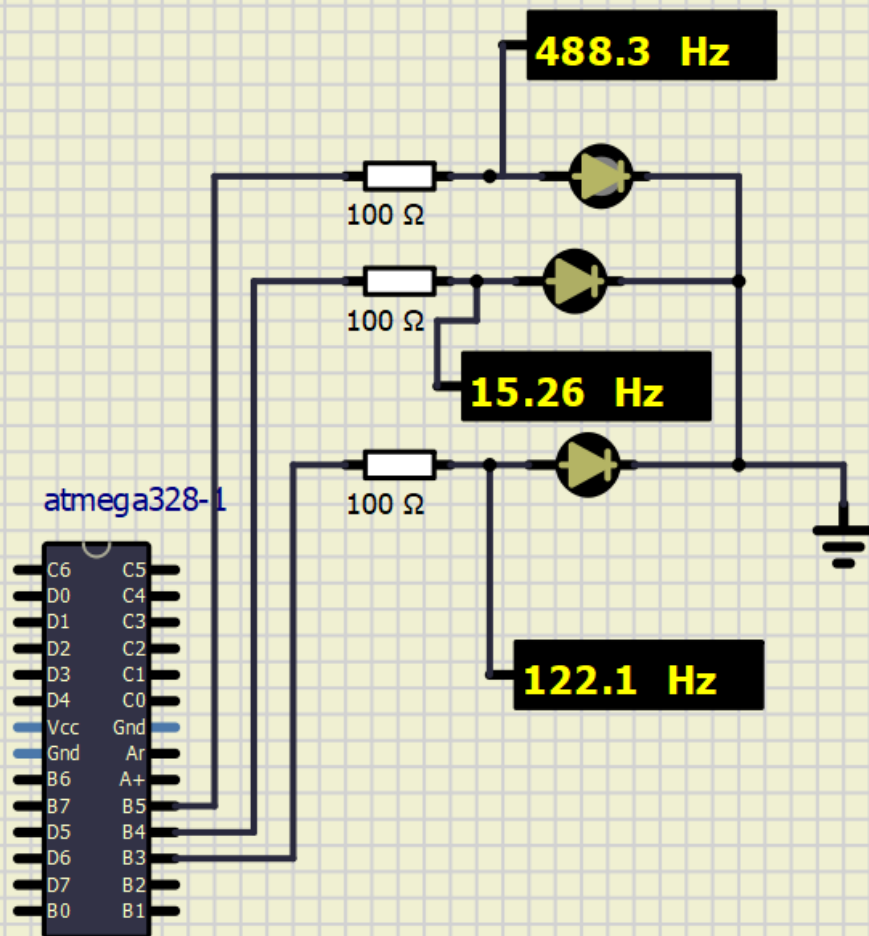 488.3 Hz
100 Ω
100 Ω
15.26 Hz
100 Ω
atmega328-1
122.1 Hz
C6 C5
D0 C4
D1 C3
D2 C2
D3 C1
D4 C0
Vcc Gnd
Gnd Ar
B6 A+
B7 B5
D5 B4
D6 B3
D7 B2
B0 B1